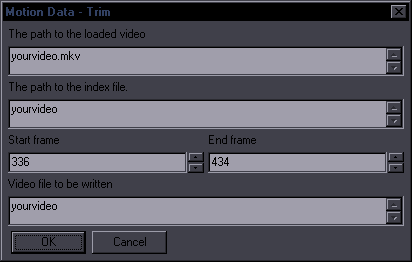 Motion Data - Trim
The path to the loaded video
yourvideo.mkv
The path to the index file.
yourvideo
Start frame End frame
336 434
Video file to be written
yourvideo
OK Cancel